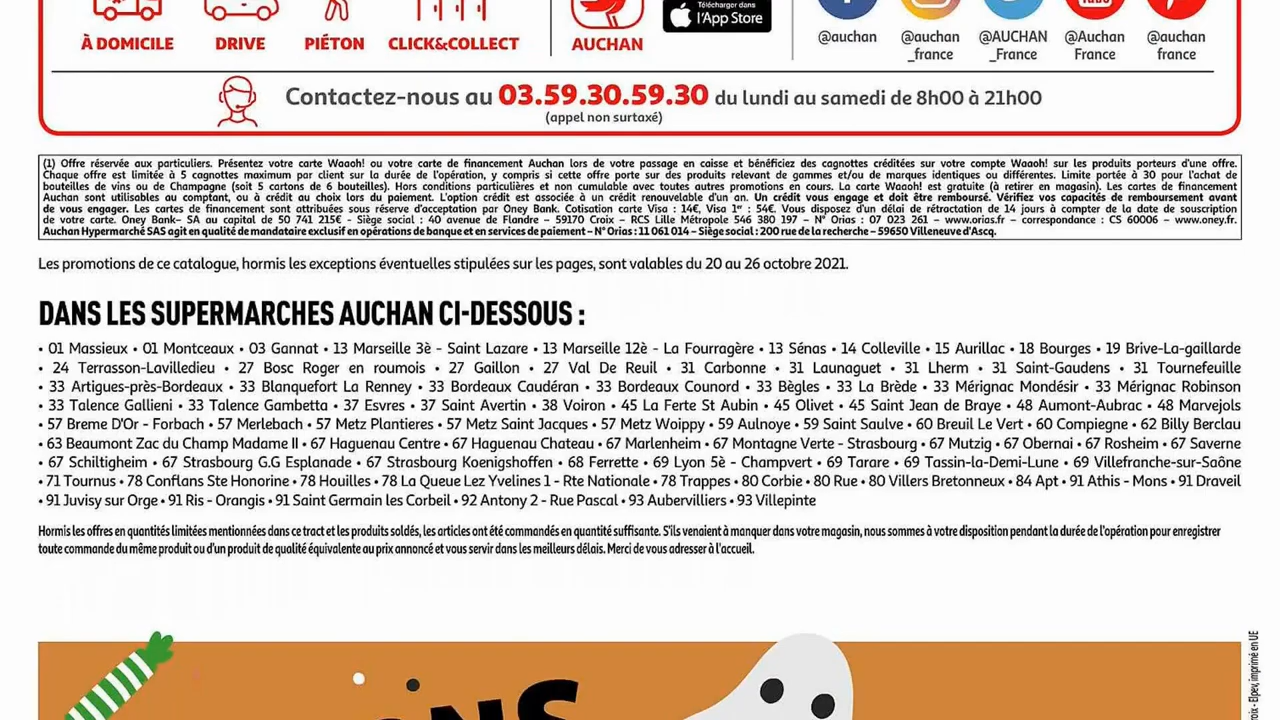 Télécharger dans
l'App Store
À DOMICILE DRIVE PIÉTON CLICK&COLLECT AUCHAN
@auchan @auchan_france @AUCHAN_France @Auchan France @auchan france
Contactez-nous au 03.59.30.59.30 du lundi au samedi de 8h00 à 21h00
(appel non surtaxé)
(1) Offre réservée aux particuliers. Présentez votre carte Waaoh! ou votre carte de financement Auchan lors de votre passage en caisse et bénéficiez des cagnottes créditées sur votre compte Waaoh! sur les produits porteurs d'une offre.
Chaque offre est limitée à 5 cagnottes maximum par client sur la durée de l'opération, y compris si cette offre porte sur des produits relevant de gammes et/ou de marques identiques ou différentes. Limite portée à 30 pour l'achat de
bouteilles de vins ou de Champagne (soit 5 cartons de 6 bouteilles). Hors conditions particulières et non cumulable avec toutes autres promotions en cours. La carte Waaoh! est gratuite (à retirer en magasin). Les cartes de financement
Auchan sont utilisables au comptant, ou à crédit au choix lors du paiement. L'option crédit est associée à un crédit renouvelable d'un an. Un crédit vous engage et doit être remboursé. Vérifiez vos capacités de remboursement avant
de vous engager. Les cartes de financement sont attribuées sous réserve d'acceptation par Oney Bank. Cotisation carte Visa : 14€, Visa 1er : 54€. Vous disposez d'un délai de rétractation de 14 jours à compter de la date de souscription
de votre carte. Oney Bank– SA au capital de 50 741 215€ - Siège social : 40 avenue de Flandre – 59170 Croix – RCS Lille Métropole 546 380 197 – N° Orias : 07 023 261 – www.orias.fr – correspondance : CS 60006 – www.oney.fr.
Auchan Hypermarché SAS agit en qualité de mandataire exclusif en opérations de banque et en services de paiement – N° Orias : 11 061 014 – Siège social : 200 rue de la recherche – 59650 Villeneuve d'Ascq.
Les promotions de ce catalogue, hormis les exceptions éventuelles stipulées sur les pages, sont valables du 20 au 26 octobre 2021.
DANS LES SUPERMARCHES AUCHAN CI-DESSOUS :
• 01 Massieux • 01 Montceaux • 03 Gannat • 13 Marseille 3è - Saint Lazare • 13 Marseille 12è - La Fourragère • 13 Sénas • 14 Colleville • 15 Aurillac • 18 Bourges • 19 Brive-La-gaillarde
• 24 Terrasson-Lavilledieu • 27 Bosc Roger en roumois • 27 Gaillon • 27 Val De Reuil • 31 Carbonne • 31 Launaguet • 31 Lherm • 31 Saint-Gaudens • 31 Tournefeuille
• 33 Artigues-près-Bordeaux • 33 Blanquefort La Renney • 33 Bordeaux Caudéran • 33 Bordeaux Counord • 33 Bègles • 33 La Brède • 33 Mérignac Mondésir • 33 Mérignac Robinson
• 33 Talence Gallieni • 33 Talence Gambetta • 37 Esvres • 37 Saint Avertin • 38 Voiron • 45 La Ferte St Aubin • 45 Olivet • 45 Saint Jean de Braye • 48 Aumont-Aubrac • 48 Marvejols
• 57 Breme D'Or - Forbach • 57 Merlebach • 57 Metz Plantieres • 57 Metz Saint Jacques • 57 Metz Woippy • 59 Aulnoye • 59 Saint Saulve • 60 Breuil Le Vert • 60 Compiegne • 62 Billy Berclau
• 63 Beaumont Zac du Champ Madame II • 67 Haguenau Centre • 67 Haguenau Chateau • 67 Marlenheim • 67 Montagne Verte - Strasbourg • 67 Mutzig • 67 Obernai • 67 Rosheim • 67 Saverne
• 67 Schiltigheim • 67 Strasbourg G.G Esplanade • 67 Strasbourg Koenigshoffen • 68 Ferrette • 69 Lyon 5è - Champvert • 69 Tarare • 69 Tassin-la-Demi-Lune • 69 Villefranche-sur-Saône
• 71 Tournus • 78 Conflans Ste Honorine • 78 Houilles • 78 La Queue Lez Yvelines 1 - Rte Nationale • 78 Trappes • 80 Corbie • 80 Rue • 80 Villers Bretonneux • 84 Apt • 91 Athis - Mons • 91 Draveil
• 91 Juvisy sur Orge • 91 Ris - Orangis • 91 Saint Germain les Corbeil • 92 Antony 2 - Rue Pascal • 93 Aubervilliers • 93 Villepinte
Hormis les offres en quantités limitées mentionnées dans ce tract et les produits soldés, les articles ont été commandés en quantité suffisante. S'ils venaient à manquer dans votre magasin, nous sommes à votre disposition pendant la durée de l'opération pour enregistrer
toute commande du même produit ou d'un produit de qualité équivalente au prix annoncé et vous servir dans les meilleurs délais. Merci de vous adresser à l'accueil.
roix - Elpev, imprimé en UE